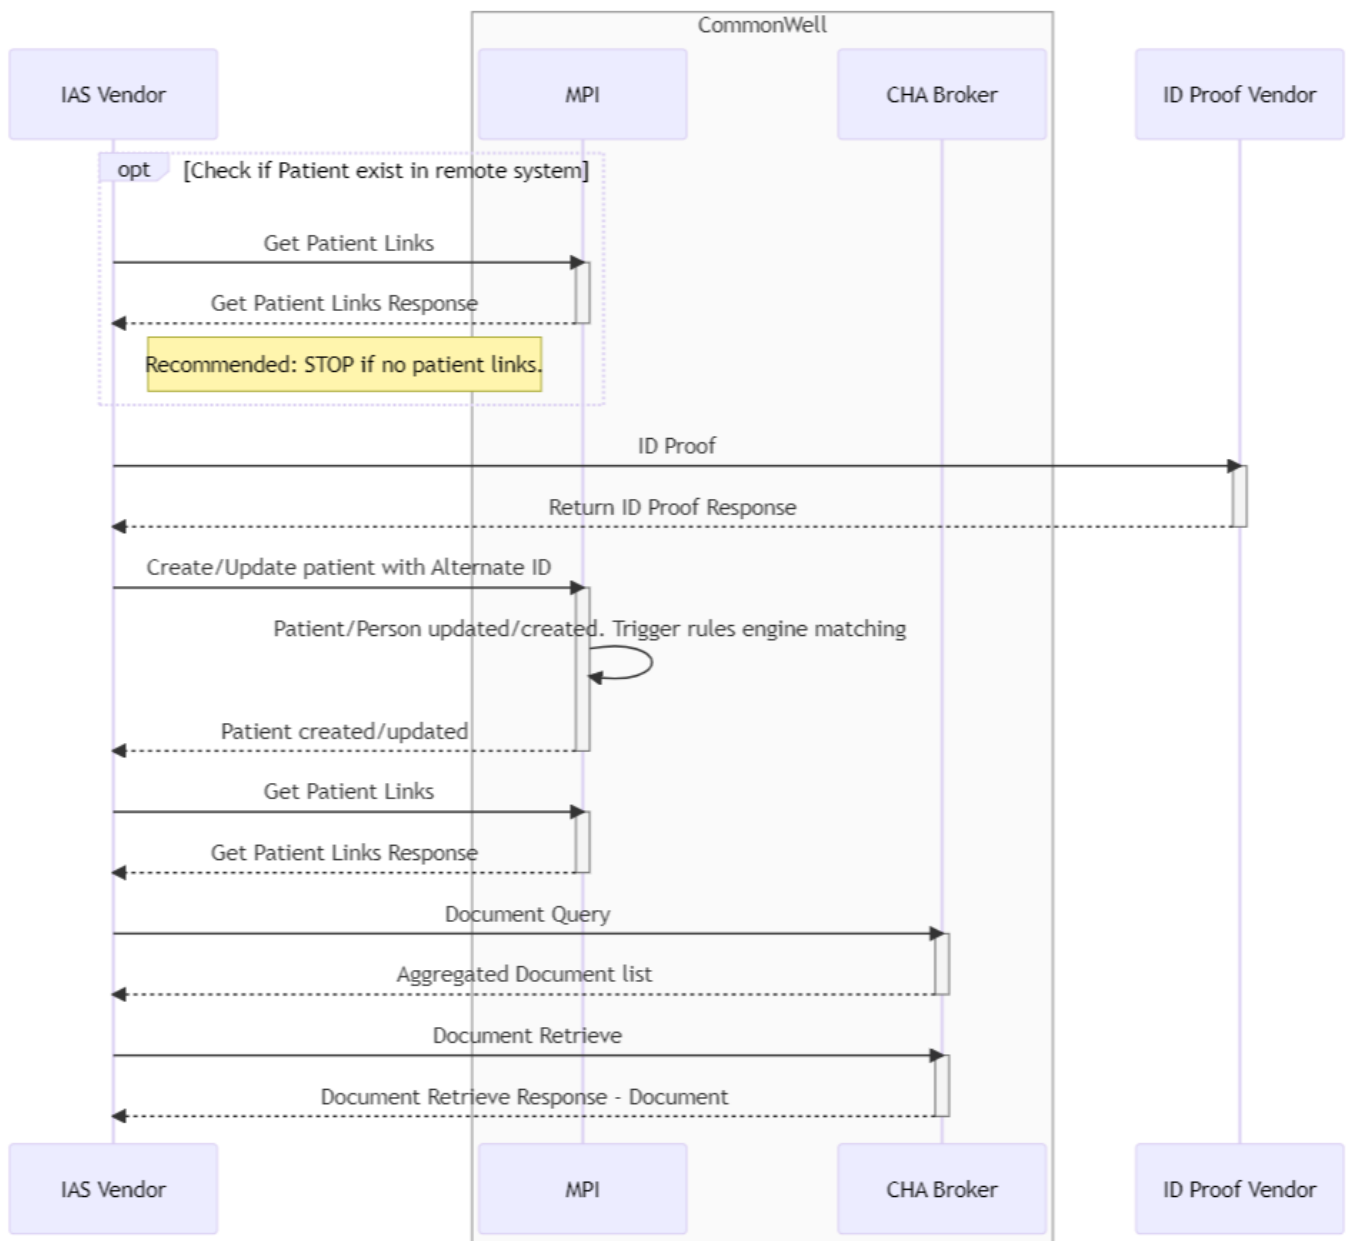 CommonWell
IAS Vendor
MPI
CHA Broker
ID Proof Vendor
opt
[Check if Patient exist in remote system]
Get Patient Links
Get Patient Links Response
Recommended: STOP if no patient links.
ID Proof
Return ID Proof Response
Create/Update patient with Alternate ID
Patient/Person updated/created. Trigger rules engine matching
Patient created/updated
Get Patient Links
Get Patient Links Response
Document Query
Aggregated Document list
Document Retrieve
Document Retrieve Response - Document
IAS Vendor
MPI
CHA Broker
ID Proof Vendor